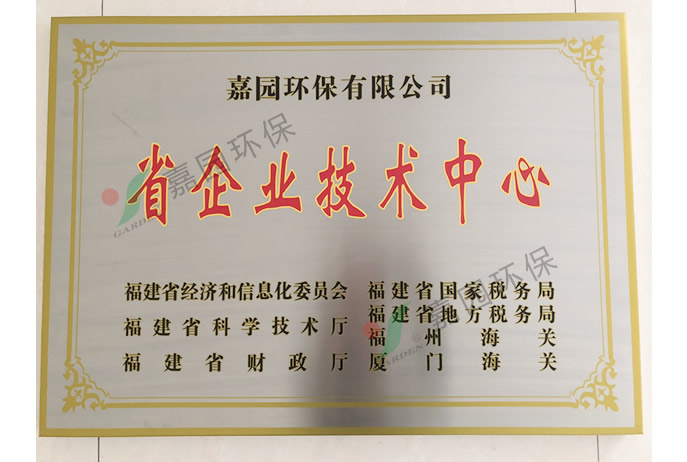 嘉园环保有限公司
省企业技术中心
福建省经济和信息化委员会
福建省科学技术厅
福建省财政厅
福建省国家税务局
福建省地方税务局
福州海关
厦门海关
嘉园环保
GARDEN
嘉园环保
GARDEN